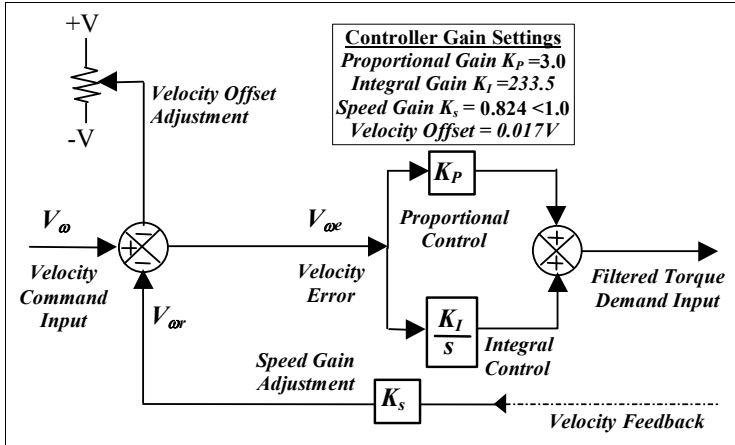 +V
-V
Velocity Offset
Adjustment
Controller Gain Settings
Proportional Gain K_P =3.0
Integral Gain K_I =233.5
Speed Gain K_s = 0.824 <1.0
Velocity Offset = 0.017V
V_ω
+
−
−
Velocity
Command
Input
V_ωe
Velocity
Error
V_ωr
K_P
Proportional
Control
K_I
s
Integral
Control
+
+
Filtered Torque
Demand Input
Speed Gain
Adjustment
K_s
Velocity Feedback